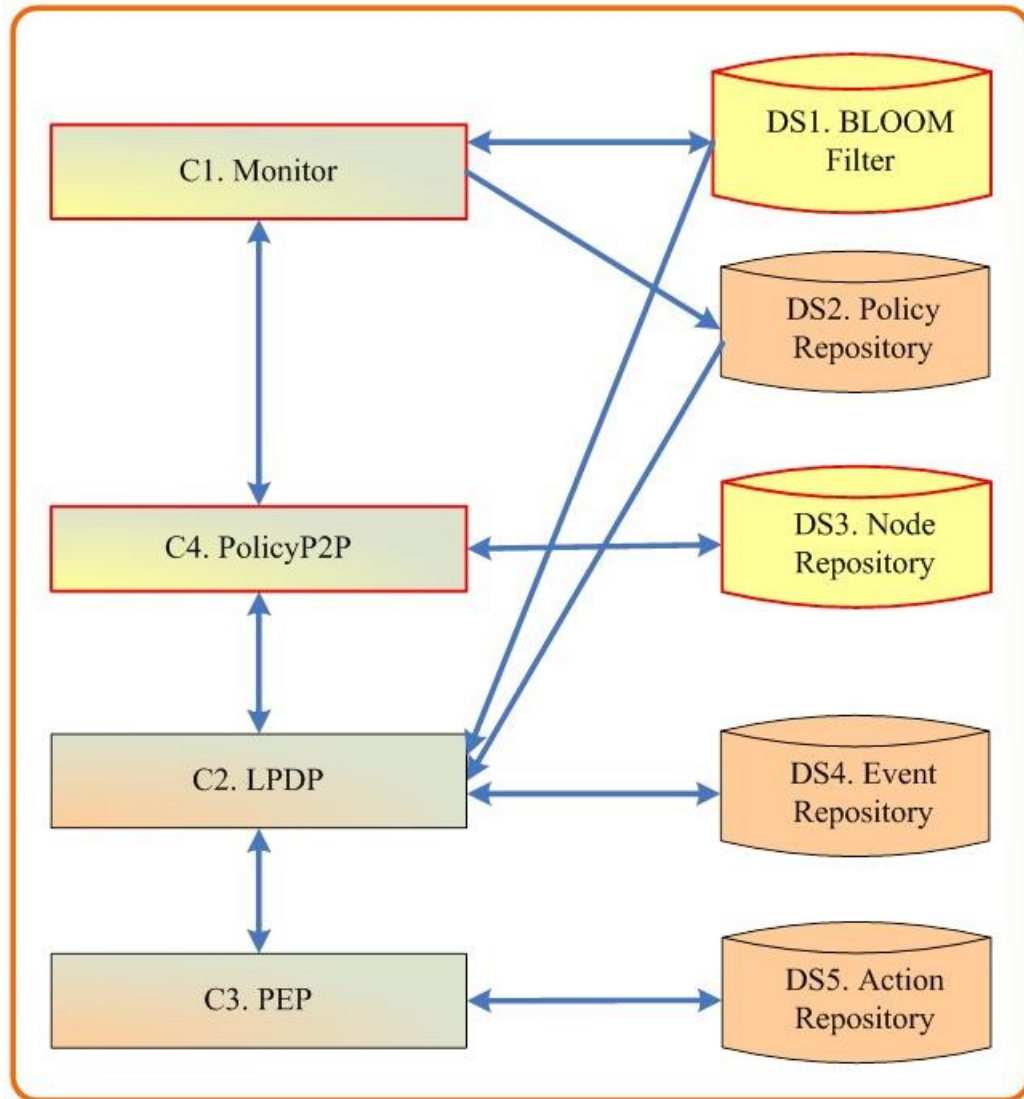 C1. Monitor
DS1. BLOOM
Filter
DS2. Policy
Repository
C4. PolicyP2P
DS3. Node
Repository
C2. LPDP
DS4. Event
Repository
C3. PEP
DS5. Action
Repository